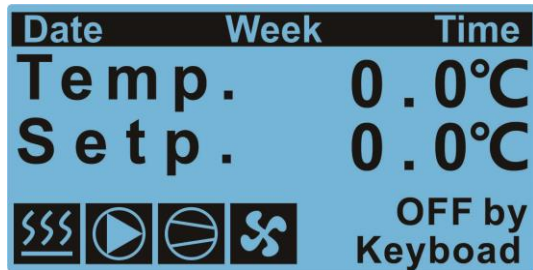 Date Week Time
Temp. 0.0℃
Setp. 0.0℃
OFF by
Keyboad